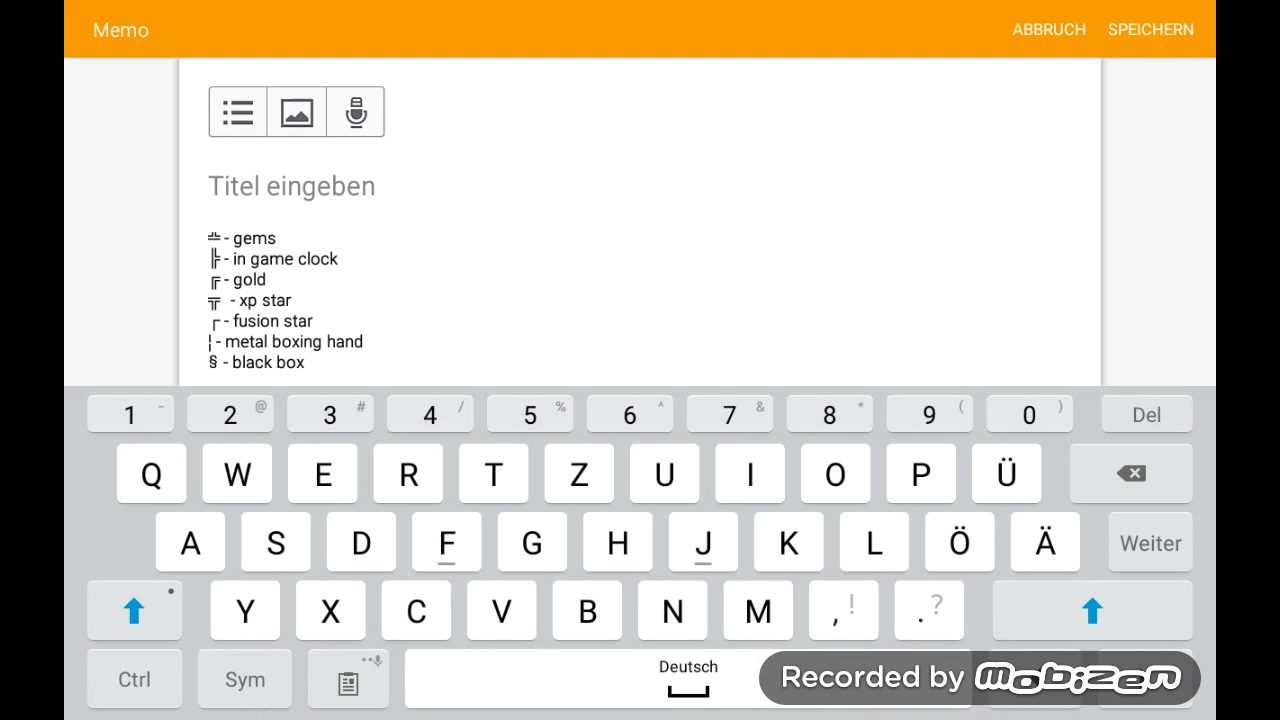 Memo
ABBRUCH SPEICHERN
Titel eingeben
╩ - gems
╠ - in game clock
╔ - gold
╦ - xp star
┌ - fusion star
¦ - metal boxing hand
§ - black box
1 - 2 @ 3 # 4 / 5 % 6 ^ 7 & 8 * 9 ( 0 ) Del
Q W E R T Z U I O P Ü
A S D F G H J K L Ö Ä Weiter
Y X C V B N M , ! . ?
Ctrl Sym Deutsch
Recorded by mobizen